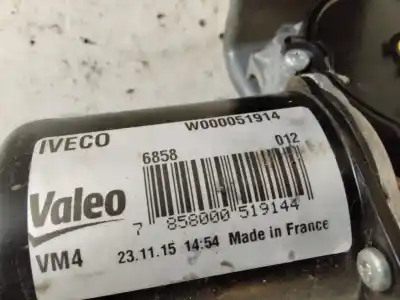 IVECO W000051914
6858 012
Valeo
7 858000 519144
VM4 23.11.15 14:54 Made in France